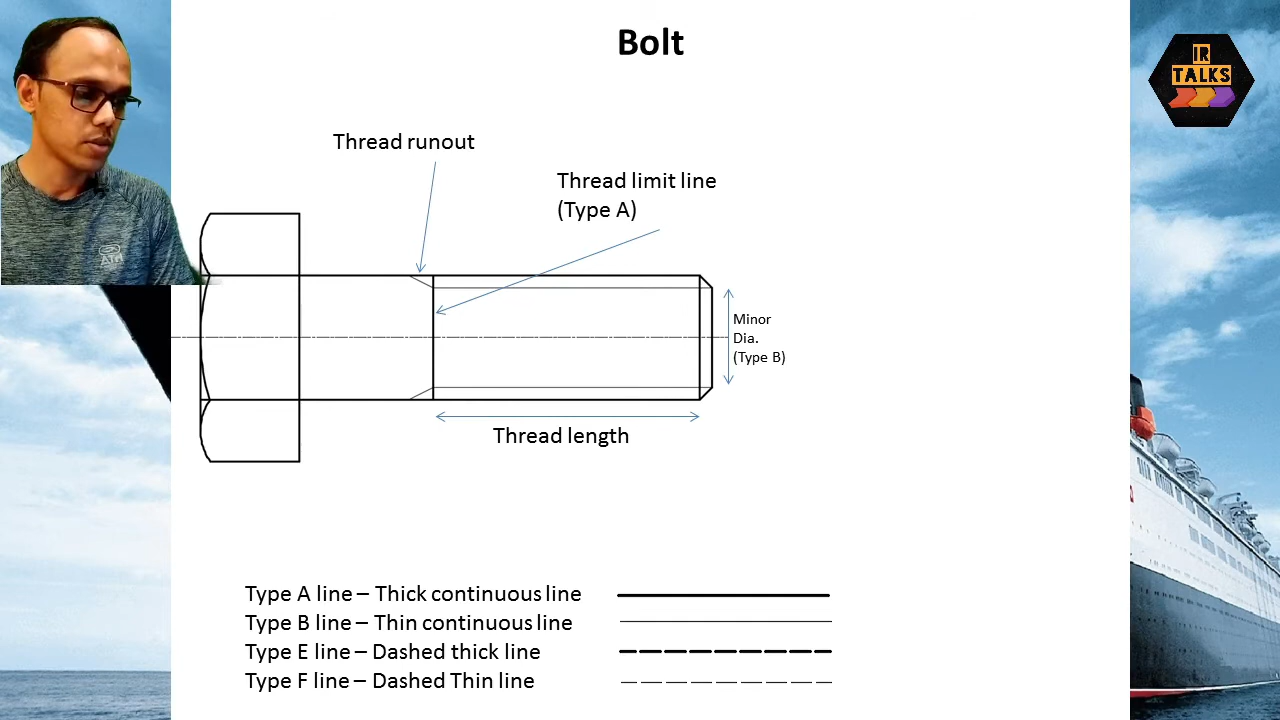 Bolt
IR
TALKS
Thread runout
Thread limit line
(Type A)
Minor
Dia.
(Type B)
Thread length
Type A line – Thick continuous line
Type B line – Thin continuous line
Type E line – Dashed thick line
Type F line – Dashed Thin line